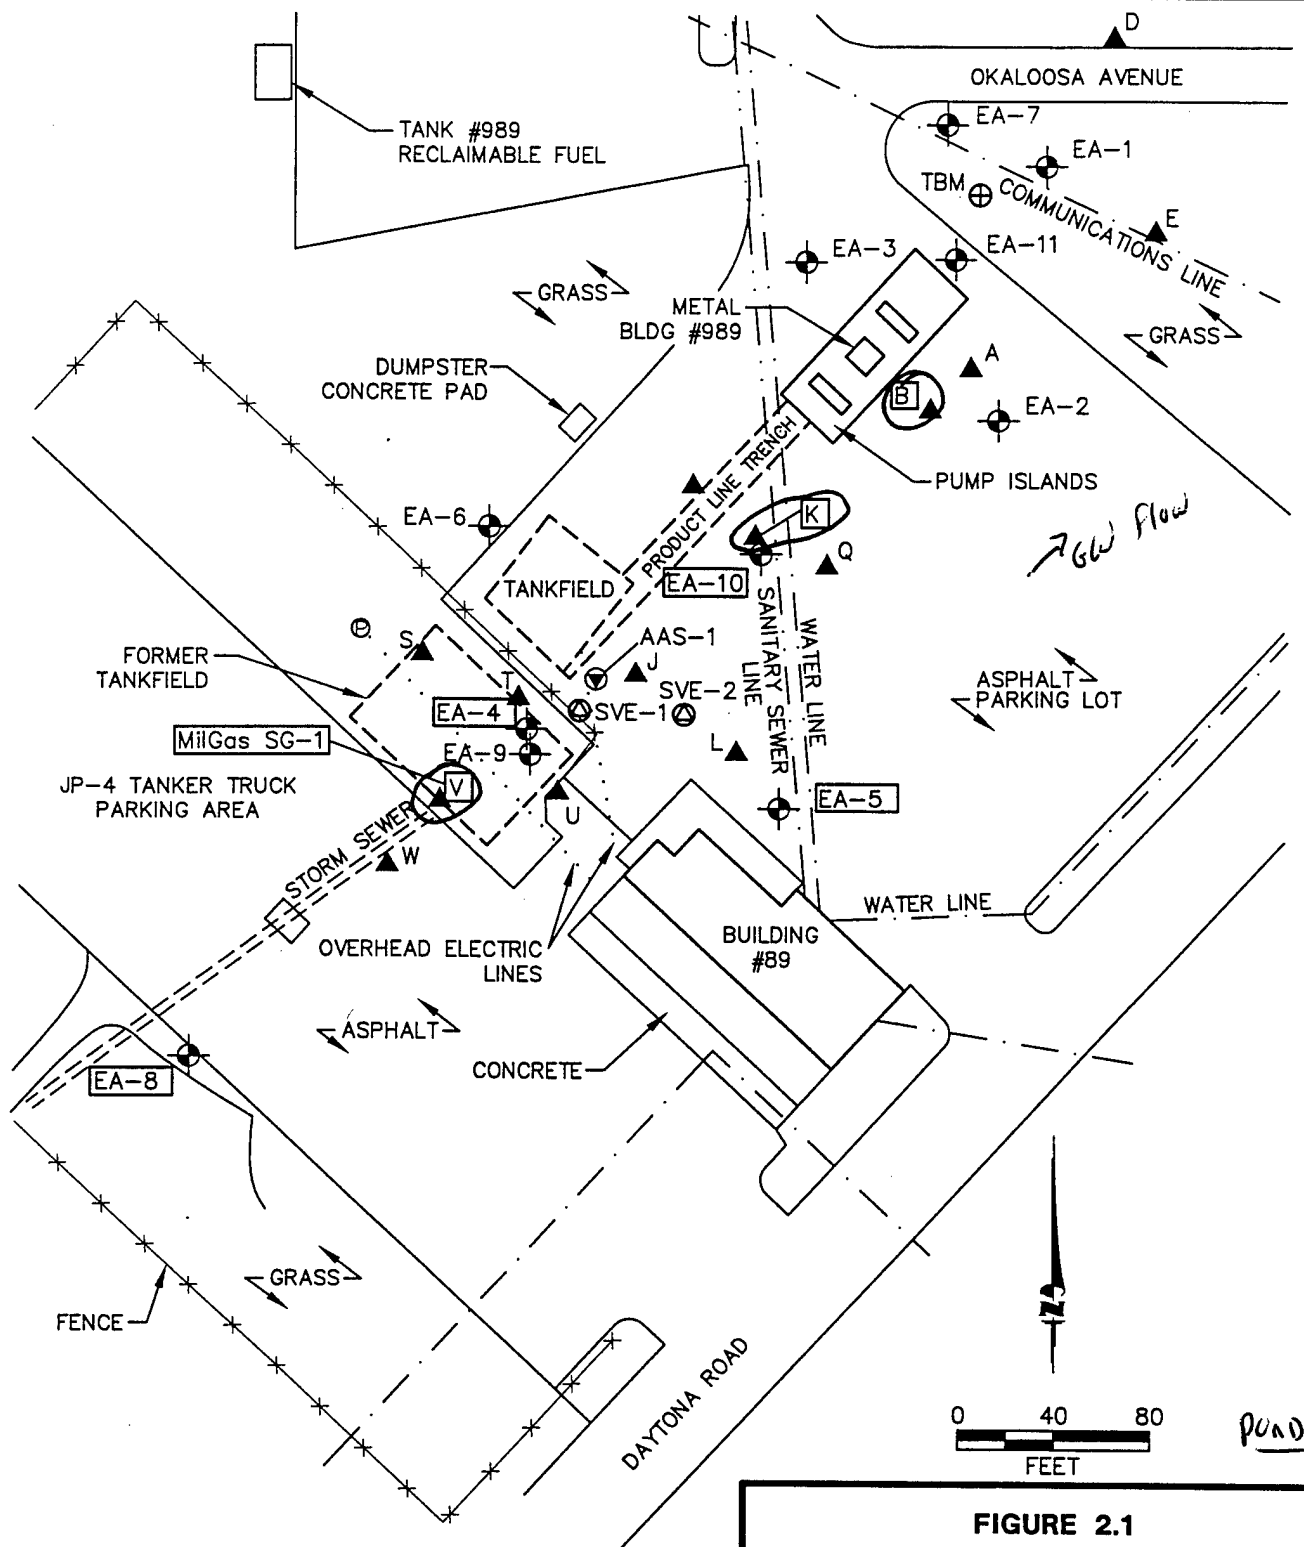 D
OKALOOSA AVENUE
TANK #989
RECLAIMABLE FUEL
EA-7
EA-1
TBM
COMMUNICATIONS LINE
E
EA-3
EA-11
GRASS
METAL
BLDG #989
GRASS
DUMPSTER
CONCRETE PAD
A
B
EA-2
PRODUCT LINE TRENCH
PUMP ISLANDS
EA-6
K
GW Flow
Q
TANKFIELD
EA-10
SANITARY SEWER
LINE
WATER LINE
P
S
AAS-1
J
FORMER
TANKFIELD
T
SVE-2
ASPHALT
PARKING LOT
EA-4
SVE-1
MilGas SG-1
EA-9
L
JP-4 TANKER TRUCK
PARKING AREA
V
U
EA-5
STORM SEWER
W
WATER LINE
OVERHEAD ELECTRIC
LINES
BUILDING
#89
ASPHALT
CONCRETE
EA-8
GRASS
FENCE
N
DAYTONA ROAD
0 40 80
FEET
POND
FIGURE 2.1